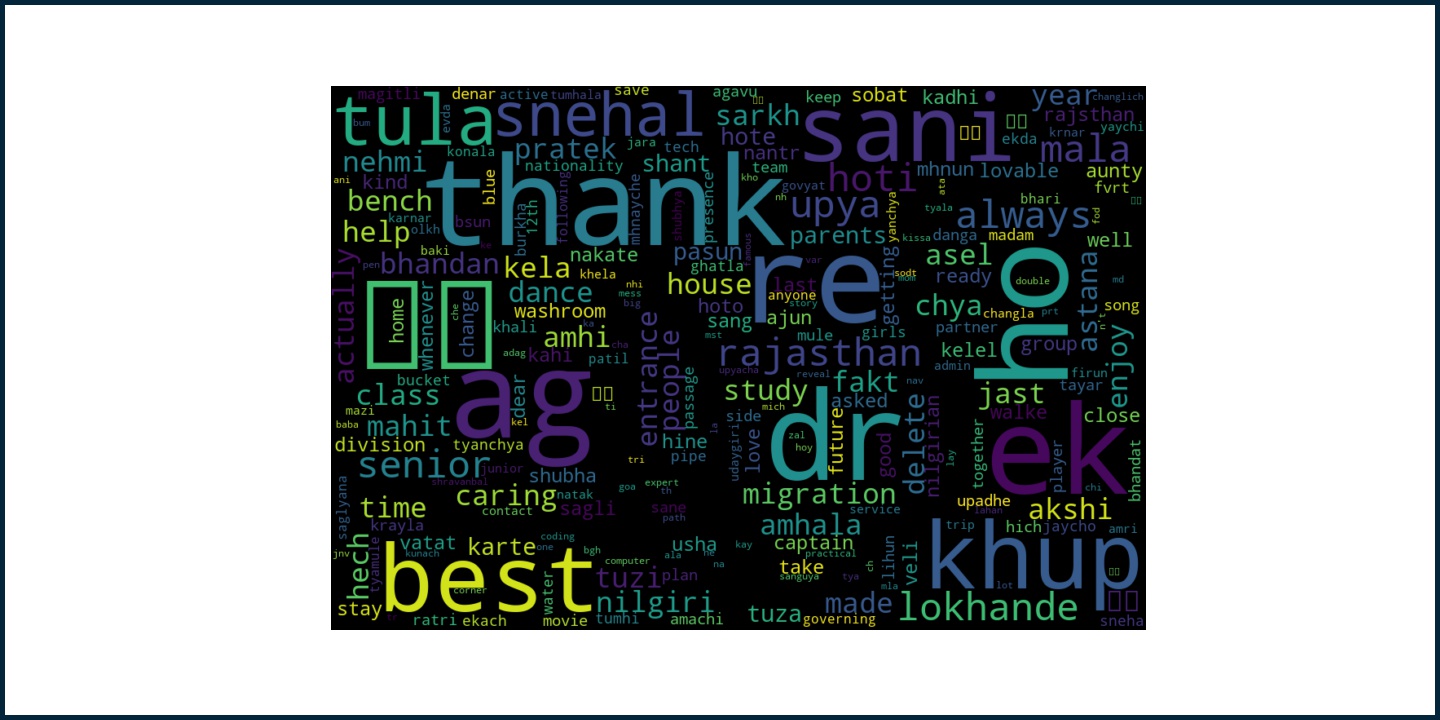 magitli denar active tumhala save agavu keep sobat kadhi year changlich
tula bum evda snehal sarkh sani rajsthan yaychi
konala pratek jara tech hote ekda krnar mala
nehmi thank nationality shant nantr team hoti mhnun lovable aunty
ani kind blue following kho govyat ata fvrt
bench karnar olkh bsun burkha 12th mhnayche shubhya presence nh upya yanchya tyala always bhari fod
help baki ke nakate pasun famous parents kissa danga madam well
actually pen bhandan kela khela ghatla var re getting asel ready sodt mom ho double astana md
home whenever che change dance nhi mess big house hoto last anyone story chya changla prt song
washroom khali amhi ka sang ajun mule girls partner n't group enjoy
adag kahi cha patil entrance people mst rajasthan kelel admin firun
bucket ag dear ti passage upyacha reveal study fakt nav jast tayar
class mazi baba kel mich side asked delete nilgirian walke close
mahit division tyanchya tri la hine udaygiri love dr zal hoy future good lay together ek player bhandat
senior junior shubha pipe chi
shravanbal caring natak goa expert th migration service upadhe akshi
saglyana time contact sagli sane path amhala lahan
krayla coding trip hich jaycho amri
jnv hech tyamule vatat kunach karte one bgh usha ala ne kay captain practical lihun veli khup
best corner water computer tuzi plan na take sanguya tya ch mla lot
stay nilgiri tuza made lokhande
ratri ekach movie tumhi amachi governing sneha